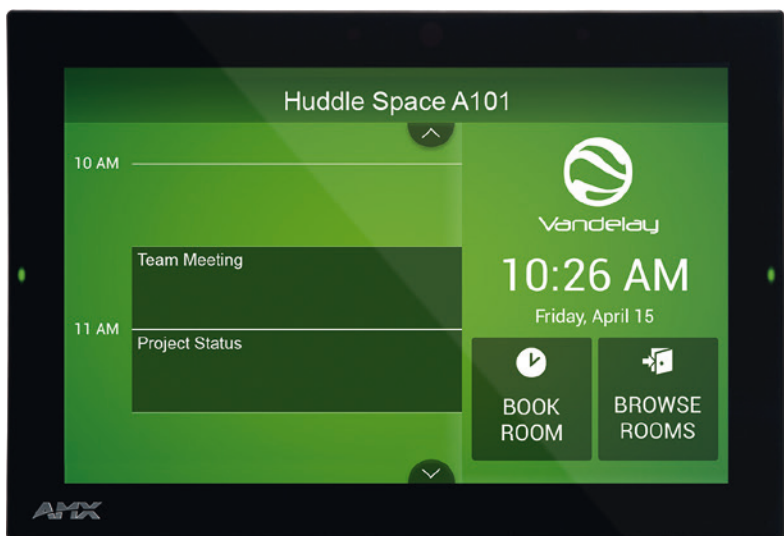 Huddle Space A101
10 AM
Team Meeting
11 AM
Project Status
Vandelay
10:26 AM
Friday, April 15
BOOK
ROOM
BROWSE
ROOMS
AMX